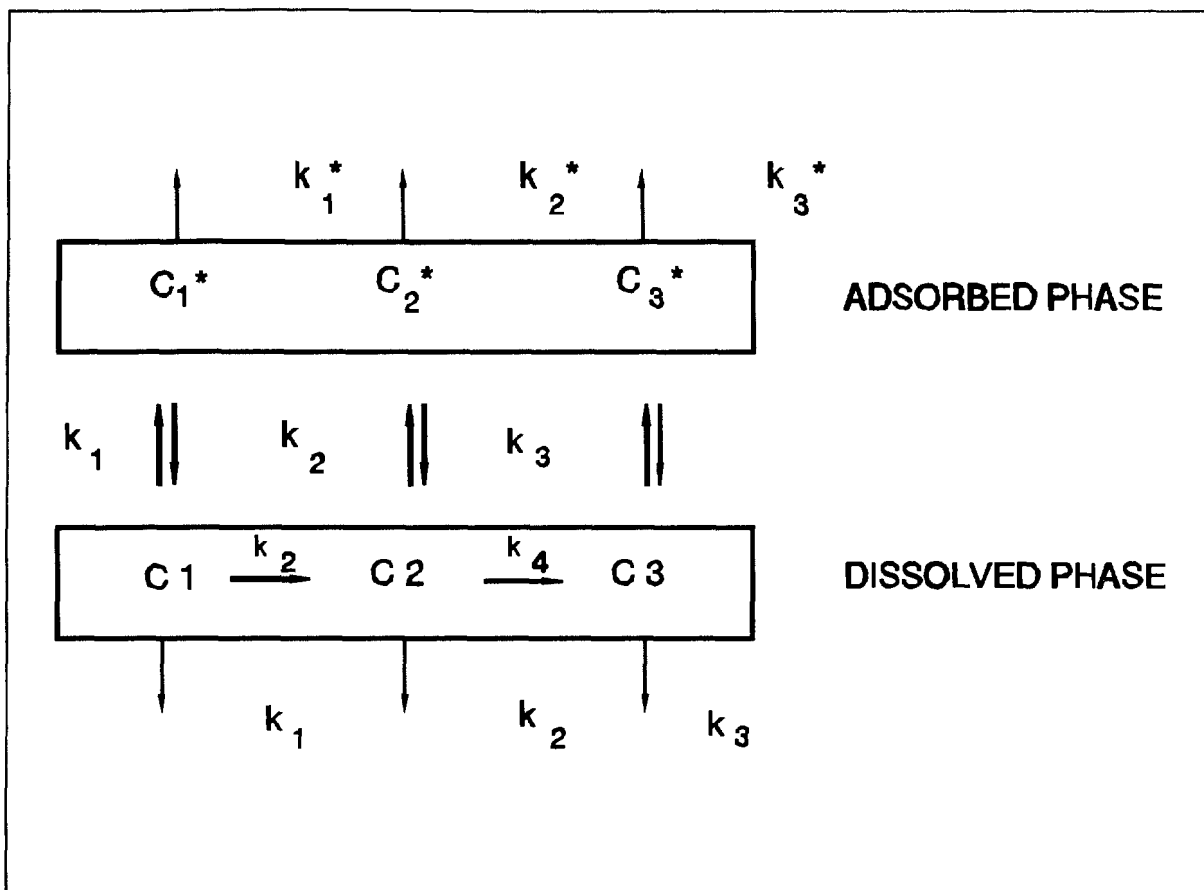 k1* k2* k3*
C1* C2* C3*
ADSORBED PHASE
k1 k2 k3
k2 k4
C1 C2 C3
DISSOLVED PHASE
k1 k2 k3